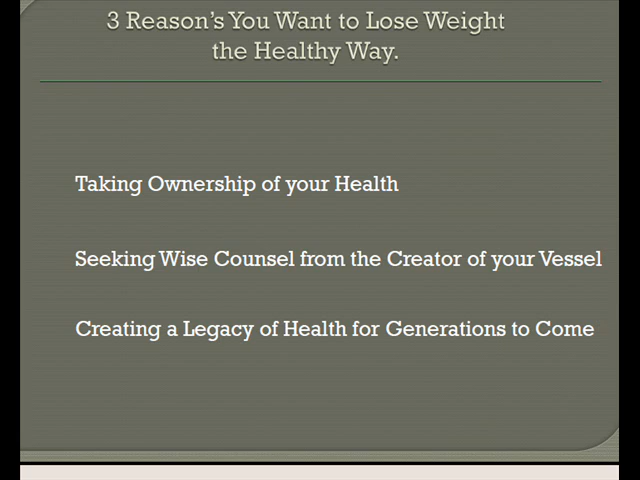 3 Reason's You Want to Lose Weight
the Healthy Way.
Taking Ownership of your Health
Seeking Wise Counsel from the Creator of your Vessel
Creating a Legacy of Health for Generations to Come